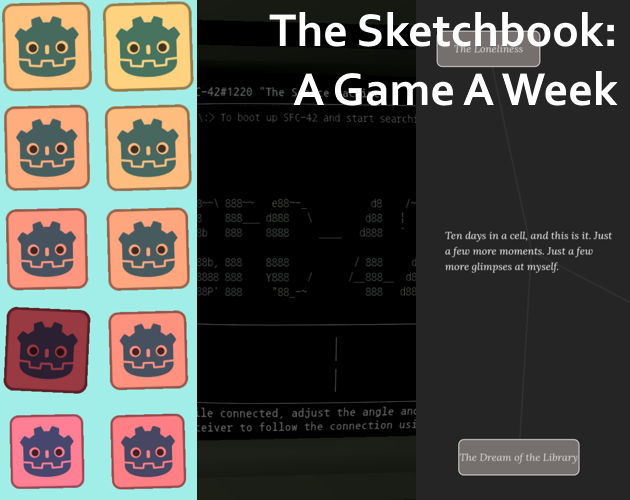 The Sketchbook:
A Game A Week
The Loneliness
C-42#1220 "The S
\:> To boot up SFC-42 and start search
ile connected, adjust the angle and
ceiver to follow the connection usi
Ten days in a cell, and this is it. Just
a few more moments. Just a few
more glimpses at myself.
The Dream of the Library